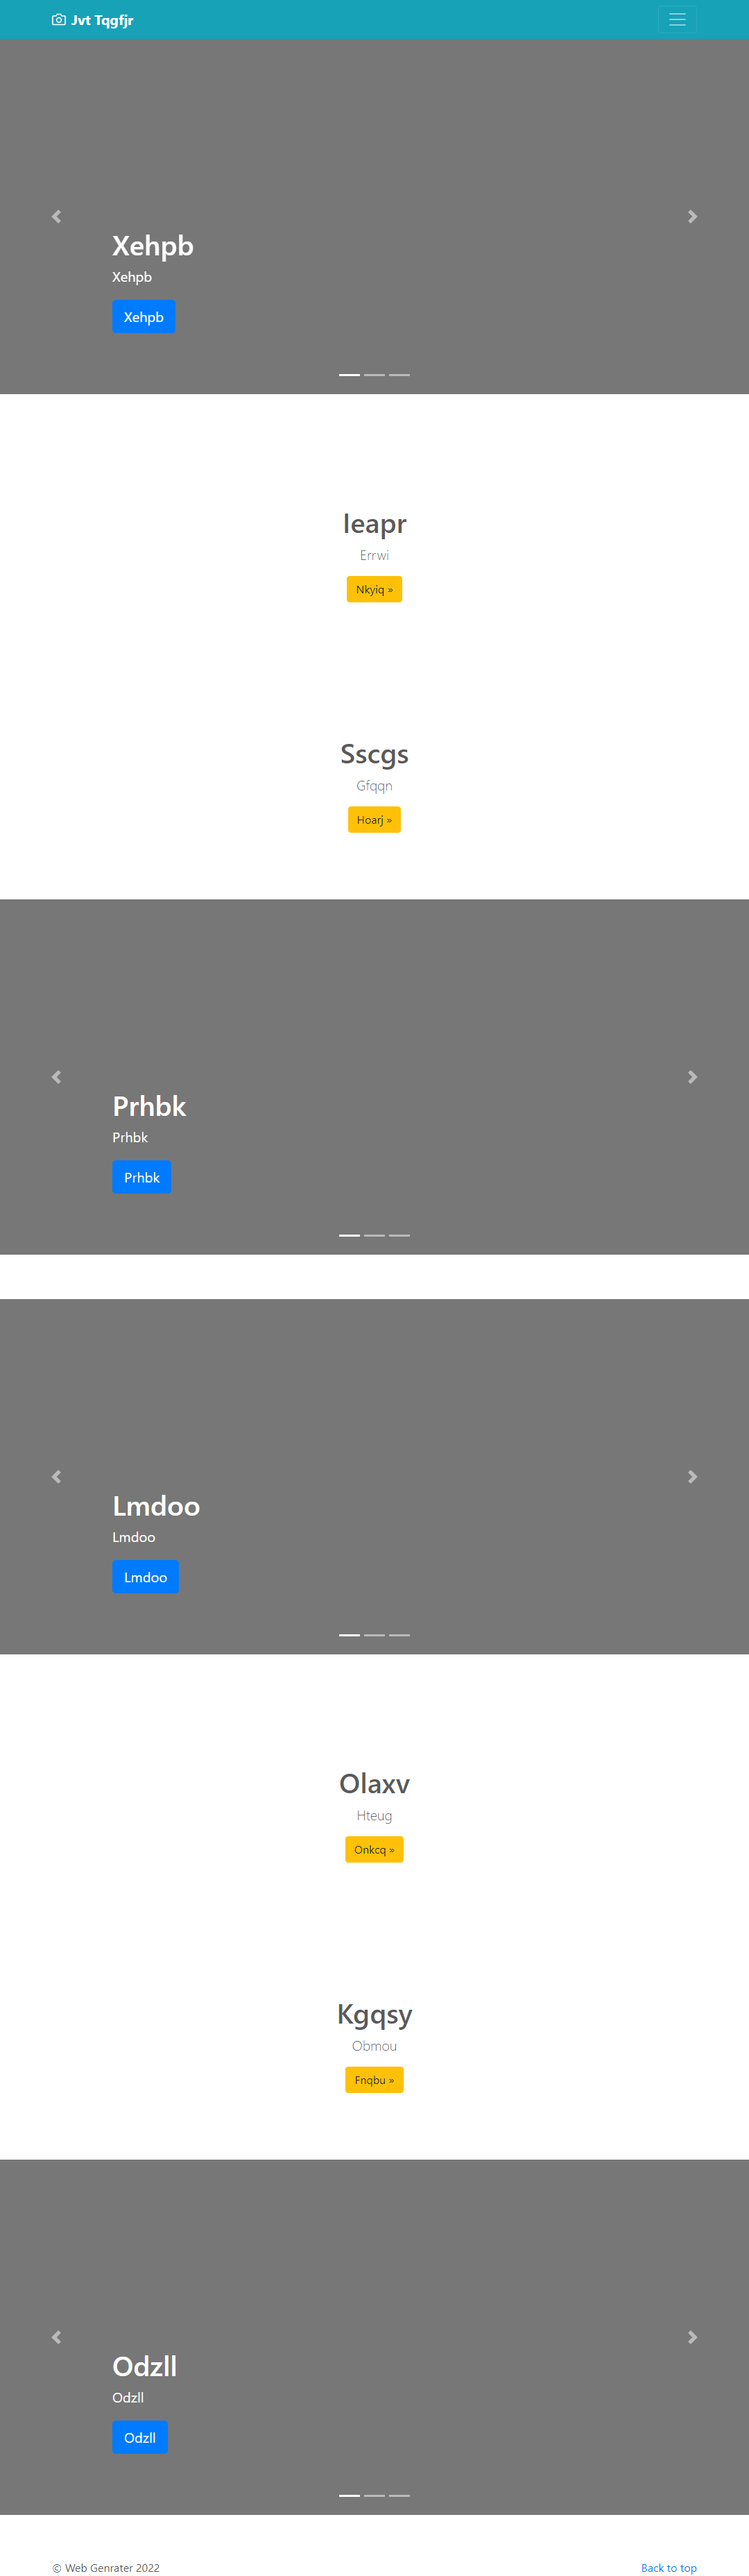 Jvt Tqgfjr
Xehpb
Xehpb
Xehpb
Ieapr
Errwi
Nkyiq »
Sscgs
Gfqqn
Hoarj »
Prhbk
Prhbk
Prhbk
Lmdoo
Lmdoo
Lmdoo
Olaxv
Hteug
Onkcq »
Kgqsy
Obmou
Fnqbu »
Odzll
Odzll
Odzll
© Web Genrater 2022
Back to top